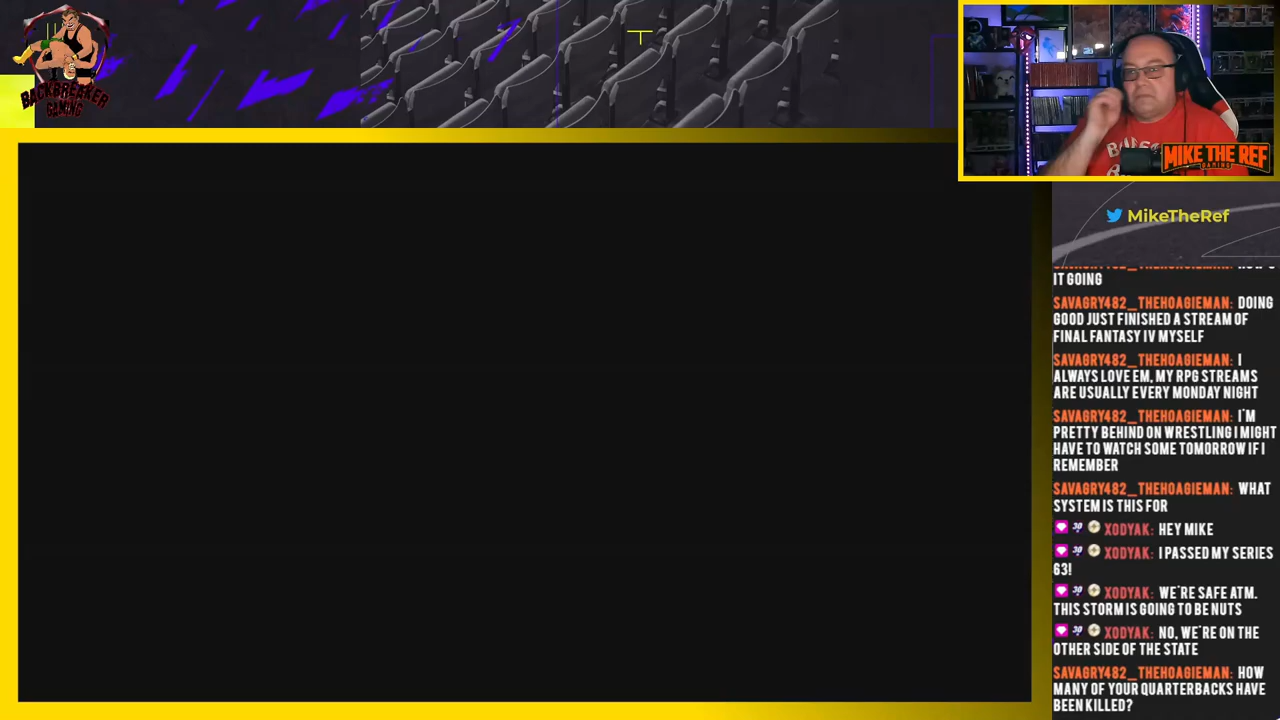 BACKBREAKER
GAMING
MIKE THE REF
GAMING
MikeTheRef
IT GOING
SAVAGRY482_THEHOAGIEMAN: DOING
GOOD JUST FINISHED A STREAM OF
FINAL FANTASY IV MYSELF
SAVAGRY482_THEHOAGIEMAN: I
ALWAYS LOVE EM, MY RPG STREAMS
ARE USUALLY EVERY MONDAY NIGHT
SAVAGRY482_THEHOAGIEMAN: I'M
PRETTY BEHIND ON WRESTLING I MIGHT
HAVE TO WATCH SOME TOMORROW IF I
REMEMBER
SAVAGRY482_THEHOAGIEMAN: WHAT
SYSTEM IS THIS FOR
XODYAK: HEY MIKE
XODYAK: I PASSED MY SERIES
63!
XODYAK: WE'RE SAFE ATM.
THIS STORM IS GOING TO BE NUTS
XODYAK: NO, WE'RE ON THE
OTHER SIDE OF THE STATE
SAVAGRY482_THEHOAGIEMAN: HOW
MANY OF YOUR QUARTERBACKS HAVE
BEEN KILLED?